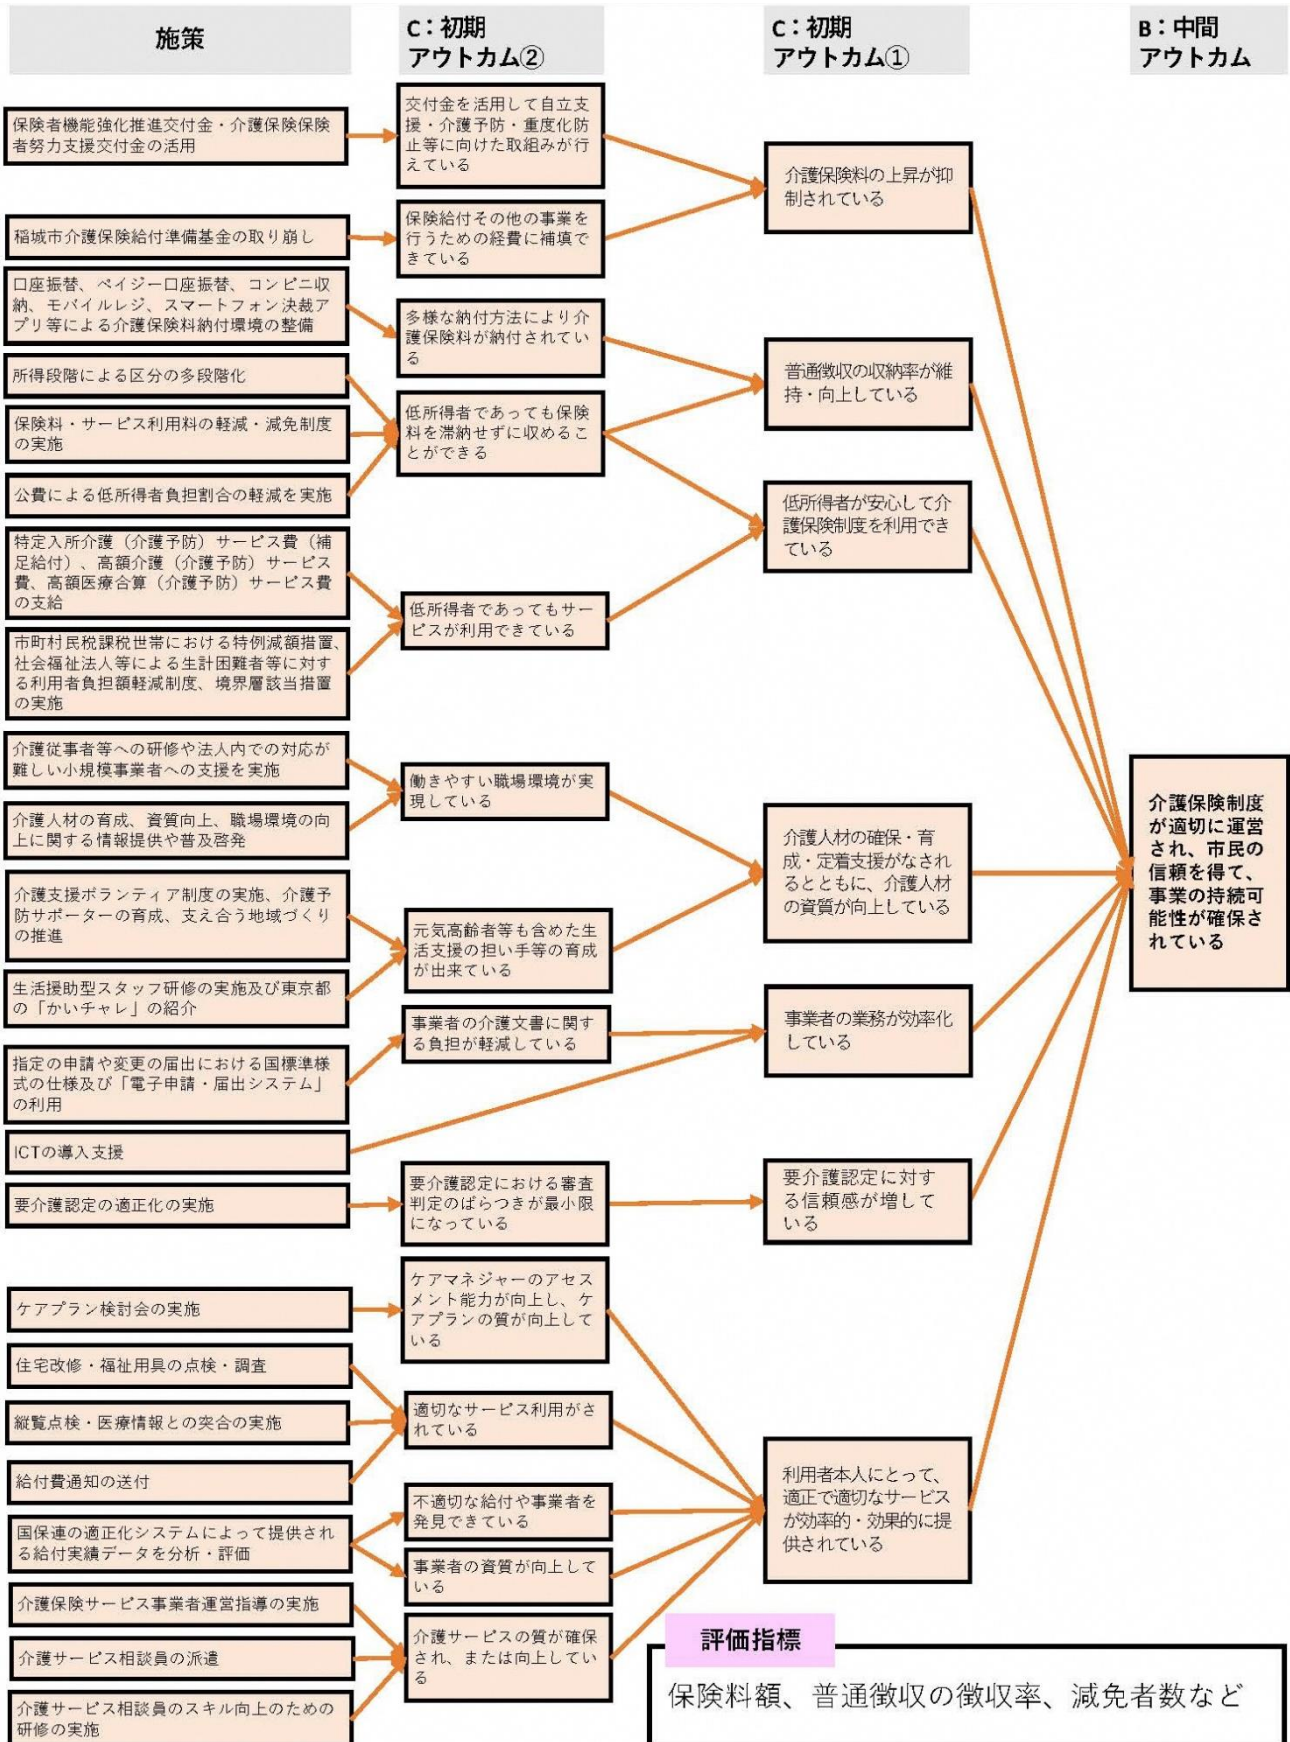 施策
C：初期
アウトカム②
C：初期
アウトカム①
B：中間
アウトカム
保険者機能強化推進交付金・介護保険保険
者努力支援交付金の活用
稲城市介護保険給付準備基金の取り崩し
口座振替、ペイジー口座振替、コンビニ収
納、モバイルレジ、スマートフォン決裁ア
プリ等による介護保険料納付環境の整備
所得段階による区分の多段階化
保険料・サービス利用料の軽減・減免制度
の実施
公費による低所得者負担割合の軽減を実施
特定入所介護（介護予防）サービス費（補
足給付）、高額介護（介護予防）サービス
費、高額医療合算（介護予防）サービス費
の支給
市町村民税課税世帯における特例減額措置、
社会福祉法人等による生計困難者等に対す
る利用者負担額軽減制度、境界層該当措置
の実施
介護従事者等への研修や法人内での対応が
難しい小規模事業者への支援を実施
介護人材の育成、資質向上、職場環境の向
上に関する情報提供や普及啓発
介護支援ボランティア制度の実施、介護予
防サポーターの育成、支え合う地域づくり
の推進
生活援助型スタッフ研修の実施及び東京都
の「かいチャレ」の紹介
指定の申請や変更の届出における国標準様
式の仕様及び「電子申請・届出システム」
の利用
ICTの導入支援
要介護認定の適正化の実施
ケアプラン検討会の実施
住宅改修・福祉用具の点検・調査
縦覧点検・医療情報との突合の実施
給付費通知の送付
国保連の適正化システムによって提供され
る給付実績データを分析・評価
介護保険サービス事業者運営指導の実施
介護サービス相談員の派遣
介護サービス相談員のスキル向上のための
研修の実施
交付金を活用して自立支
援・介護予防・重度化防
止等に向けた取組みが行
えている
保険給付その他の事業を
行うための経費に補填で
きている
多様な納付方法により介
護保険料が納付されてい
る
低所得者であっても保険
料を滞納せずに収めるこ
とができる
低所得者であってもサー
ビスが利用できている
働きやすい職場環境が実
現している
元気高齢者等も含めた生
活支援の担い手等の育成
が出来ている
事業者の介護文書に関す
る負担が軽減している
要介護認定における審査
判定のばらつきが最小限
になっている
ケアマネジャーのアセス
メント能力が向上し、ケ
アプランの質が向上して
いる
適切なサービス利用がさ
れている
不適切な給付や事業者を
発見できている
事業者の資質が向上して
いる
介護サービスの質が確保
され、または向上してい
る
介護保険料の上昇が抑
制されている
普通徴収の収納率が維
持・向上している
低所得者が安心して介
護保険制度を利用でき
ている
介護人材の確保・育
成・定着支援がなされ
るとともに、介護人材
の資質が向上している
事業者の業務が効率化
している
要介護認定に対す
る信頼感が増して
いる
利用者本人にとって、
適正で適切なサービス
が効率的・効果的に提
供されている
介護保険制度
が適切に運営
され、市民の
信頼を得て、
事業の持続可
能性が確保さ
れている
評価指標
保険料額、普通徴収の徴収率、減免者数など